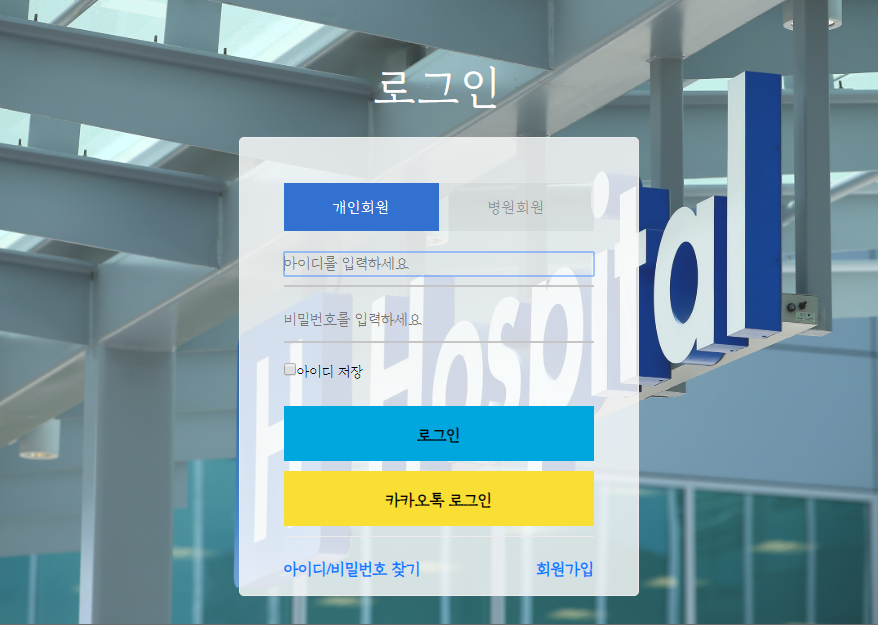 로그인
개인회원 병원회원
아이디를 입력하세요.
비밀번호를 입력하세요.
아이디 저장
로그인
카카오톡 로그인
아이디/비밀번호 찾기 회원가입
H Hospital